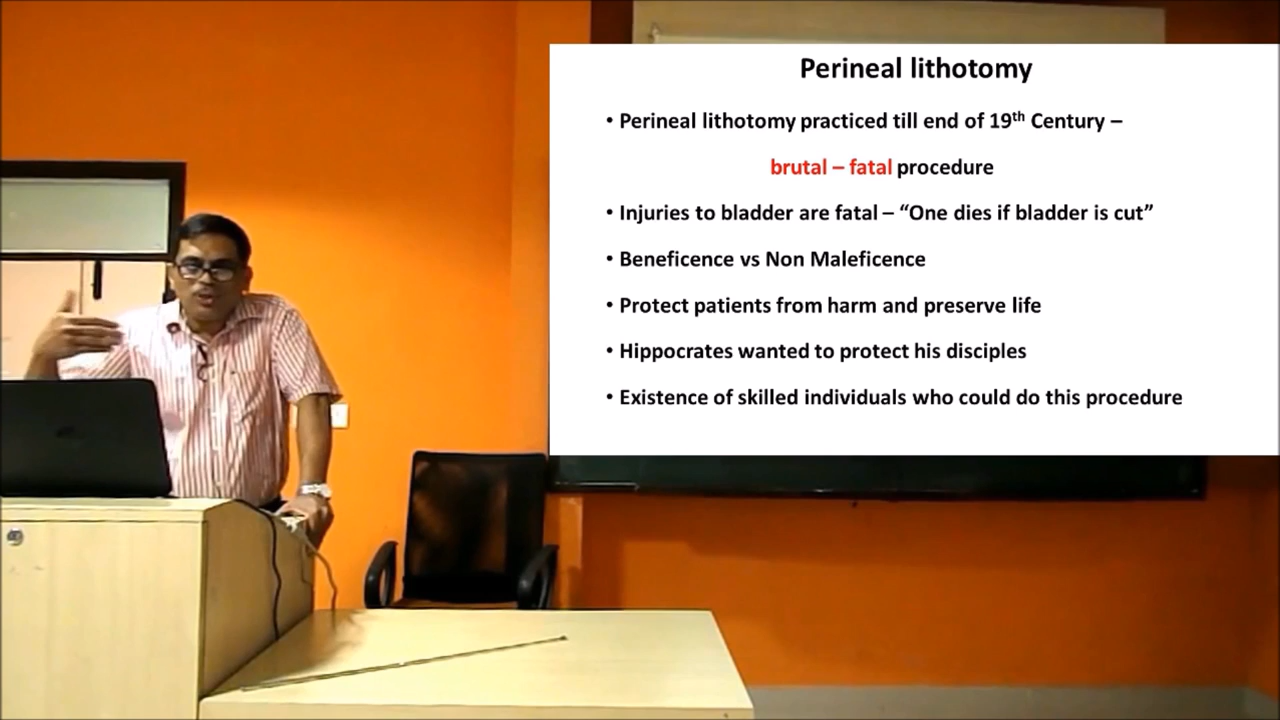 Perineal lithotomy
• Perineal lithotomy practiced till end of 19th Century –
brutal – fatal procedure
• Injuries to bladder are fatal – “One dies if bladder is cut”
• Beneficence vs Non Maleficence
• Protect patients from harm and preserve life
• Hippocrates wanted to protect his disciples
• Existence of skilled individuals who could do this procedure